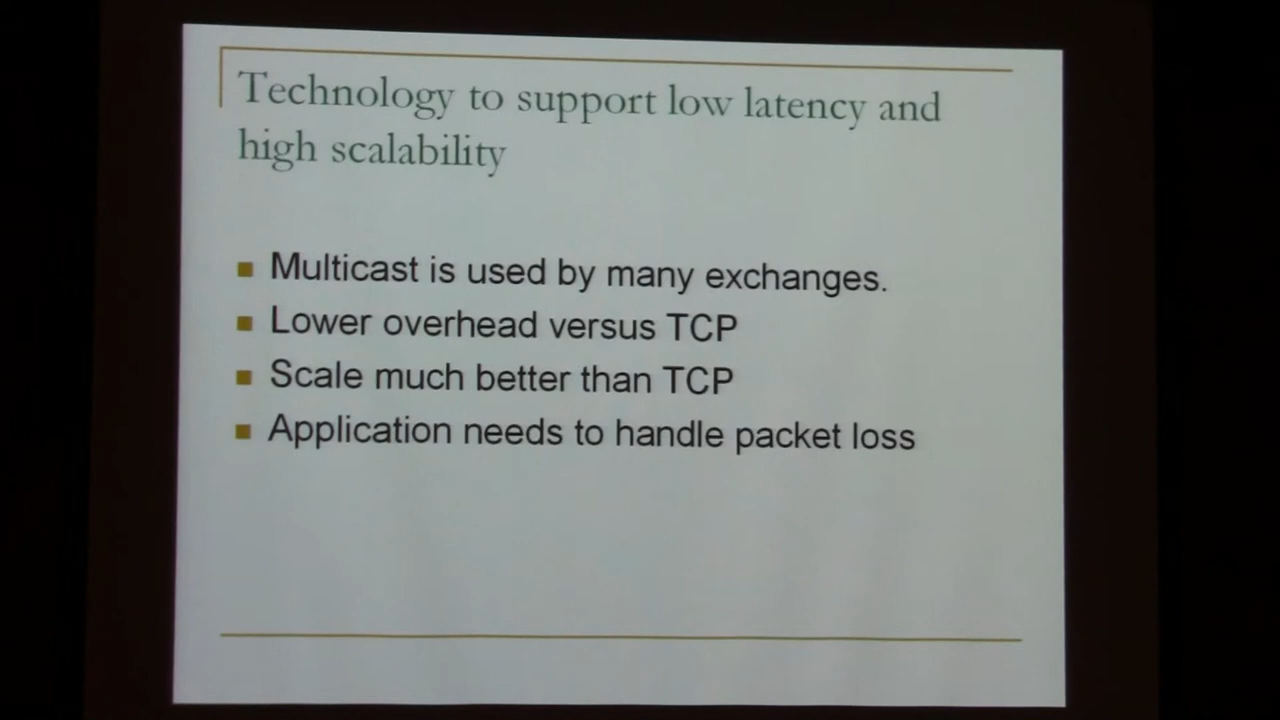 Technology to support low latency and
high scalability
Multicast is used by many exchanges.
Lower overhead versus TCP
Scale much better than TCP
Application needs to handle packet loss